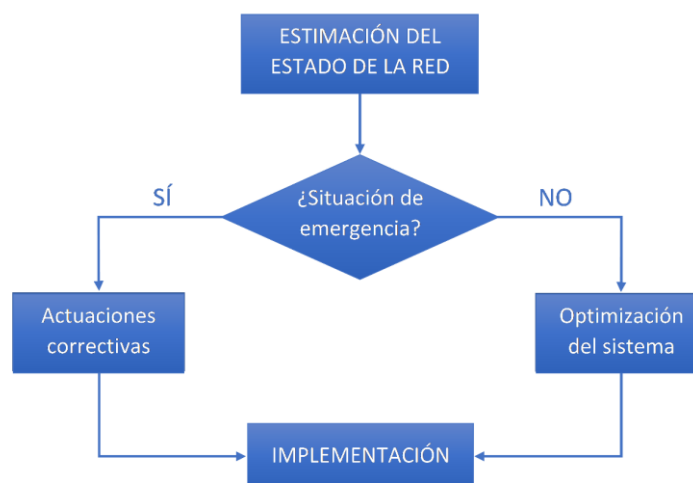 ESTIMACIÓN DEL
ESTADO DE LA RED
¿Situación de
emergencia?
SÍ
NO
Actuaciones
correctivas
Optimización
del sistema
IMPLEMENTACIÓN